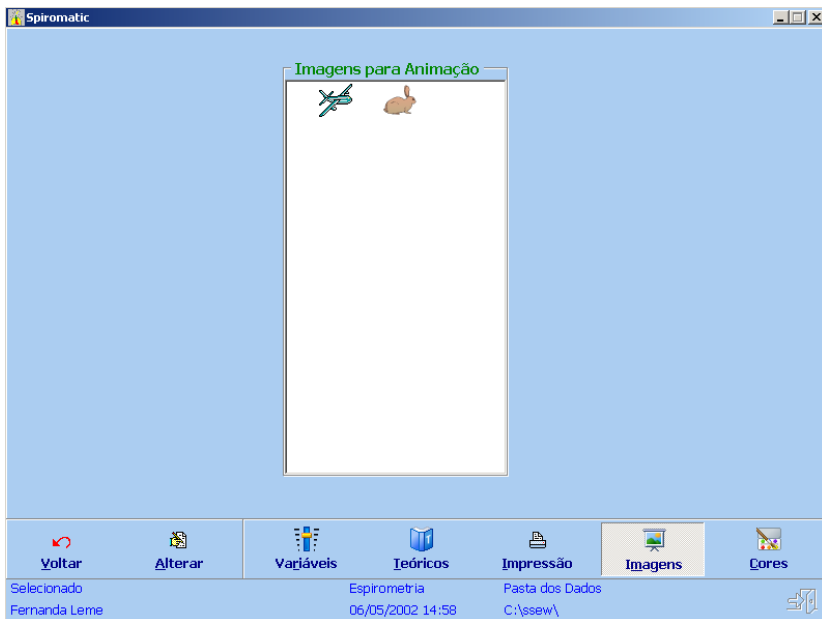 Spiromatic
Imagens para Animação
Voltar
Alterar
Variáveis
Teóricos
Impressão
Imagens
Cores
Selecionado
Espirometria
Pasta dos Dados
Fernanda Leme
06/05/2002 14:58
C:\ssew\